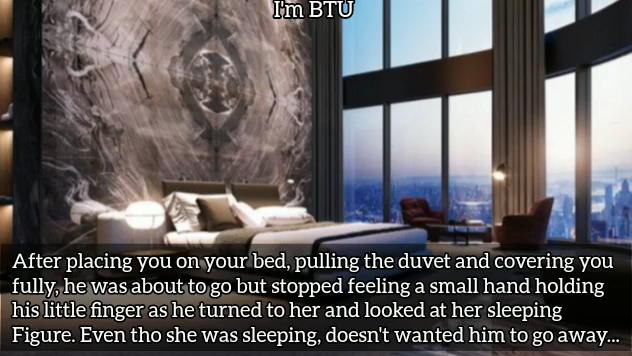 I'm BTU
After placing you on your bed, pulling the duvet and covering you
fully, he was about to go but stopped feeling a small hand holding
his little finger as he turned to her and looked at her sleeping
Figure. Even tho she was sleeping, doesn't wanted him to go away...